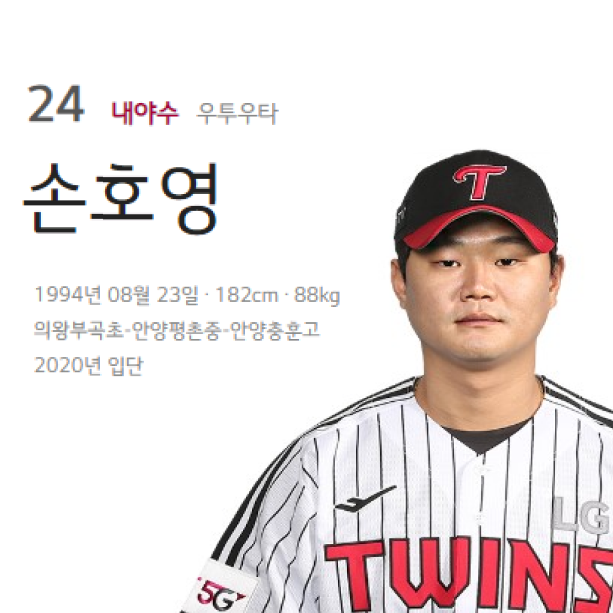 24 내야수 우투우타
손호영
1994년 08월 23일 · 182cm · 88kg
의왕부곡초-안양평촌중-안양충훈고
2020년 입단
T
LG
TWINS
5G